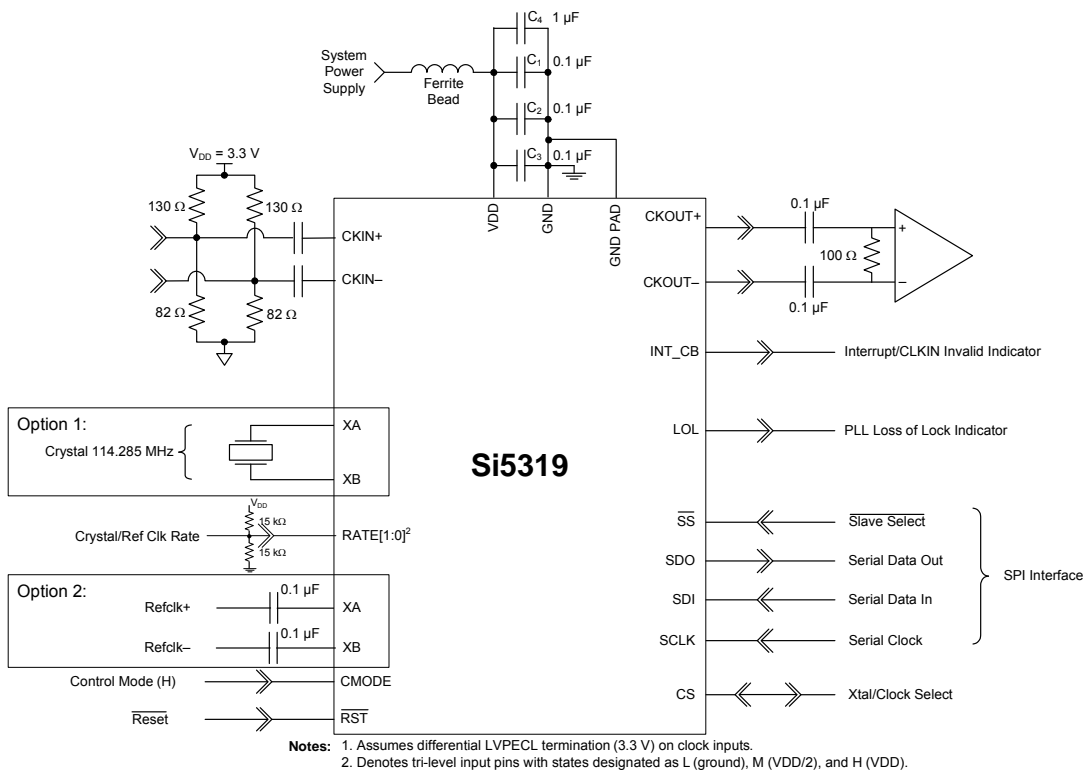 C4 1 µF
System
Power
Supply
Ferrite
Bead
C1 0.1 µF
C2 0.1 µF
C3 0.1 µF
VDD = 3.3 V
130 Ω
130 Ω
82 Ω
82 Ω
CKIN+
CKIN–
VDD
GND
GND PAD
CKOUT+
CKOUT–
0.1 µF
100 Ω
+
–
0.1 µF
INT_CB
Interrupt/CLKIN Invalid Indicator
LOL
PLL Loss of Lock Indicator
Option 1:
Crystal 114.285 MHz
XA
XB
Si5319
VDD
15 kΩ
15 kΩ
Crystal/Ref Clk Rate
RATE[1:0]²
Option 2:
Refclk+
0.1 µF
XA
Refclk–
0.1 µF
XB
Control Mode (H)
CMODE
Reset
RST
SS
Slave Select
SDO
Serial Data Out
SDI
Serial Data In
SCLK
Serial Clock
SPI Interface
CS
Xtal/Clock Select
Notes: 1. Assumes differential LVPECL termination (3.3 V) on clock inputs.
2. Denotes tri-level input pins with states designated as L (ground), M (VDD/2), and H (VDD).